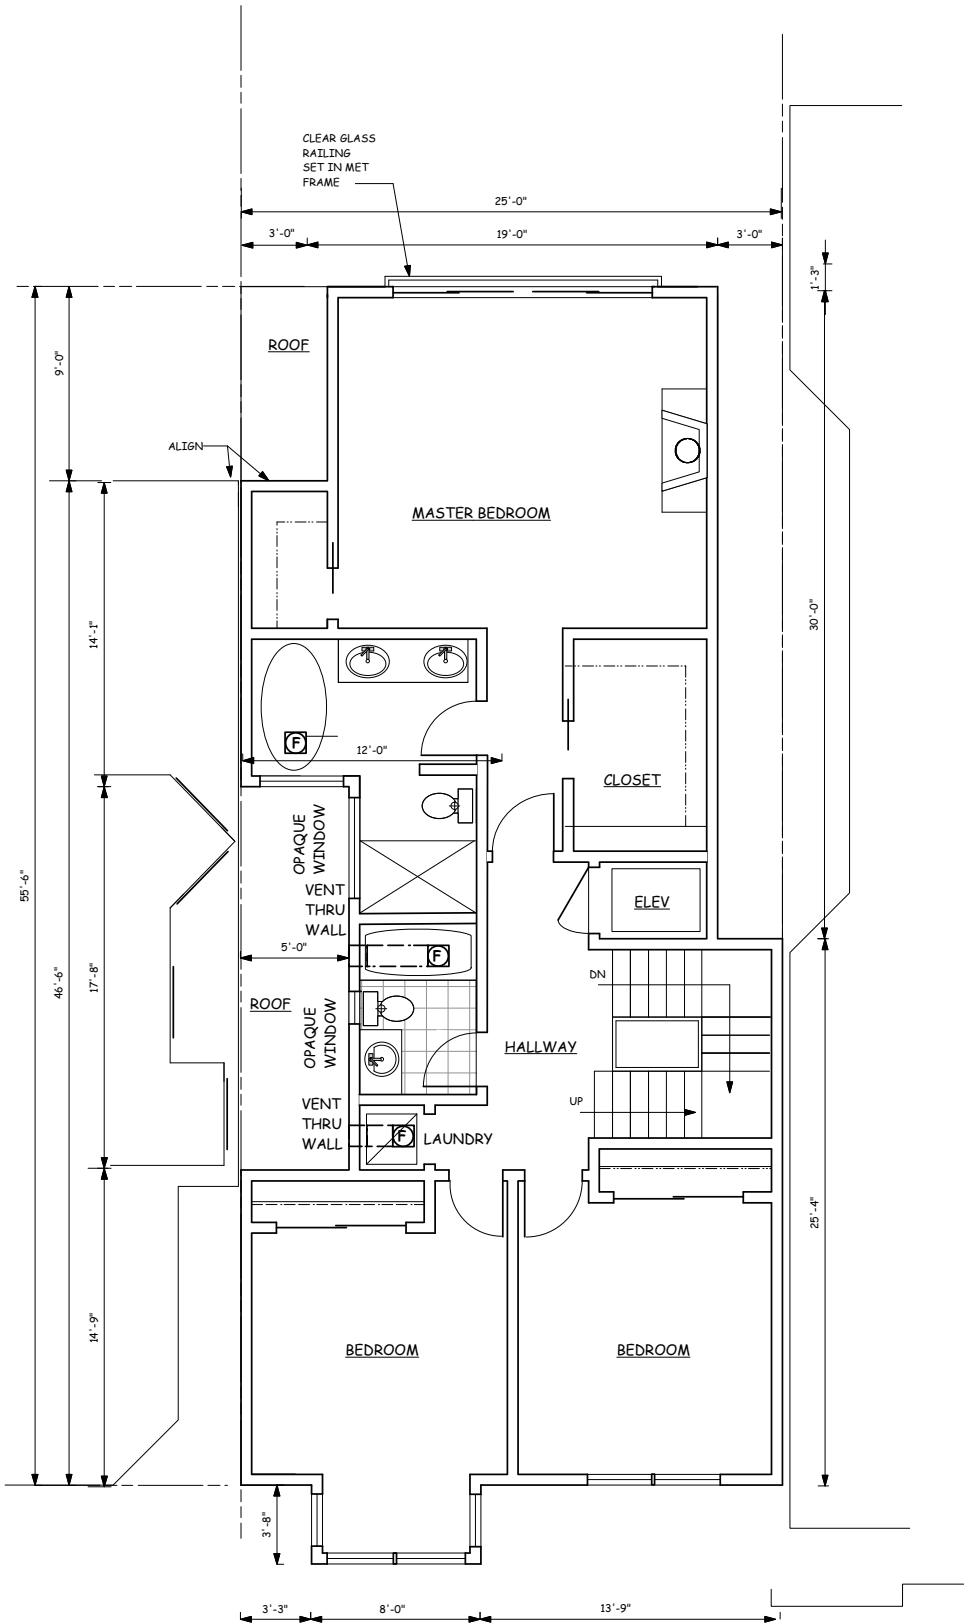 CLEAR GLASS
RAILING
SET IN MET
FRAME
25'-0"
3'-0"
19'-0"
3'-0"
1'-3"
ROOF
9'-0"
ALIGN
MASTER BEDROOM
30'-0"
14'-1"
F
12'-0"
CLOSET
OPAQUE
WINDOW
VENT
THRU
WALL
ELEV
55'-6"
5'-0"
F
46'-6"
17'-8"
DN
ROOF
OPAQUE
WINDOW
HALLWAY
UP
VENT
THRU
WALL
F
LAUNDRY
25'-4"
14'-9"
BEDROOM
BEDROOM
3'-8"
3'-3"
8'-0"
13'-9"